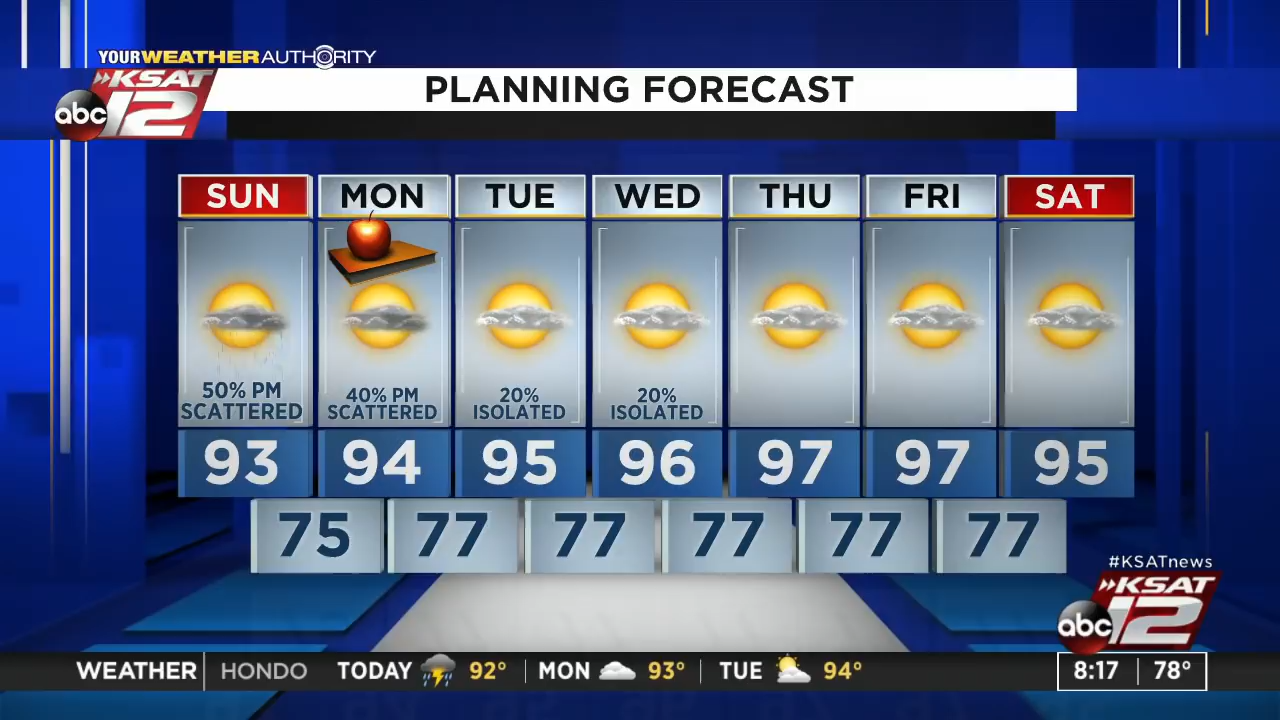 YOURWEATHERAUTHORITY
KSAT
abc 12
PLANNING FORECAST
SUN MON TUE WED THU FRI SAT
50% PM SCATTERED
40% PM SCATTERED
20% ISOLATED
20% ISOLATED
93 94 95 96 97 97 95
75 77 77 77 77 77
#KSATnews
KSAT
abc 12
WEATHER HONDO TODAY 92° MON 93° TUE 94° 8:17 78°